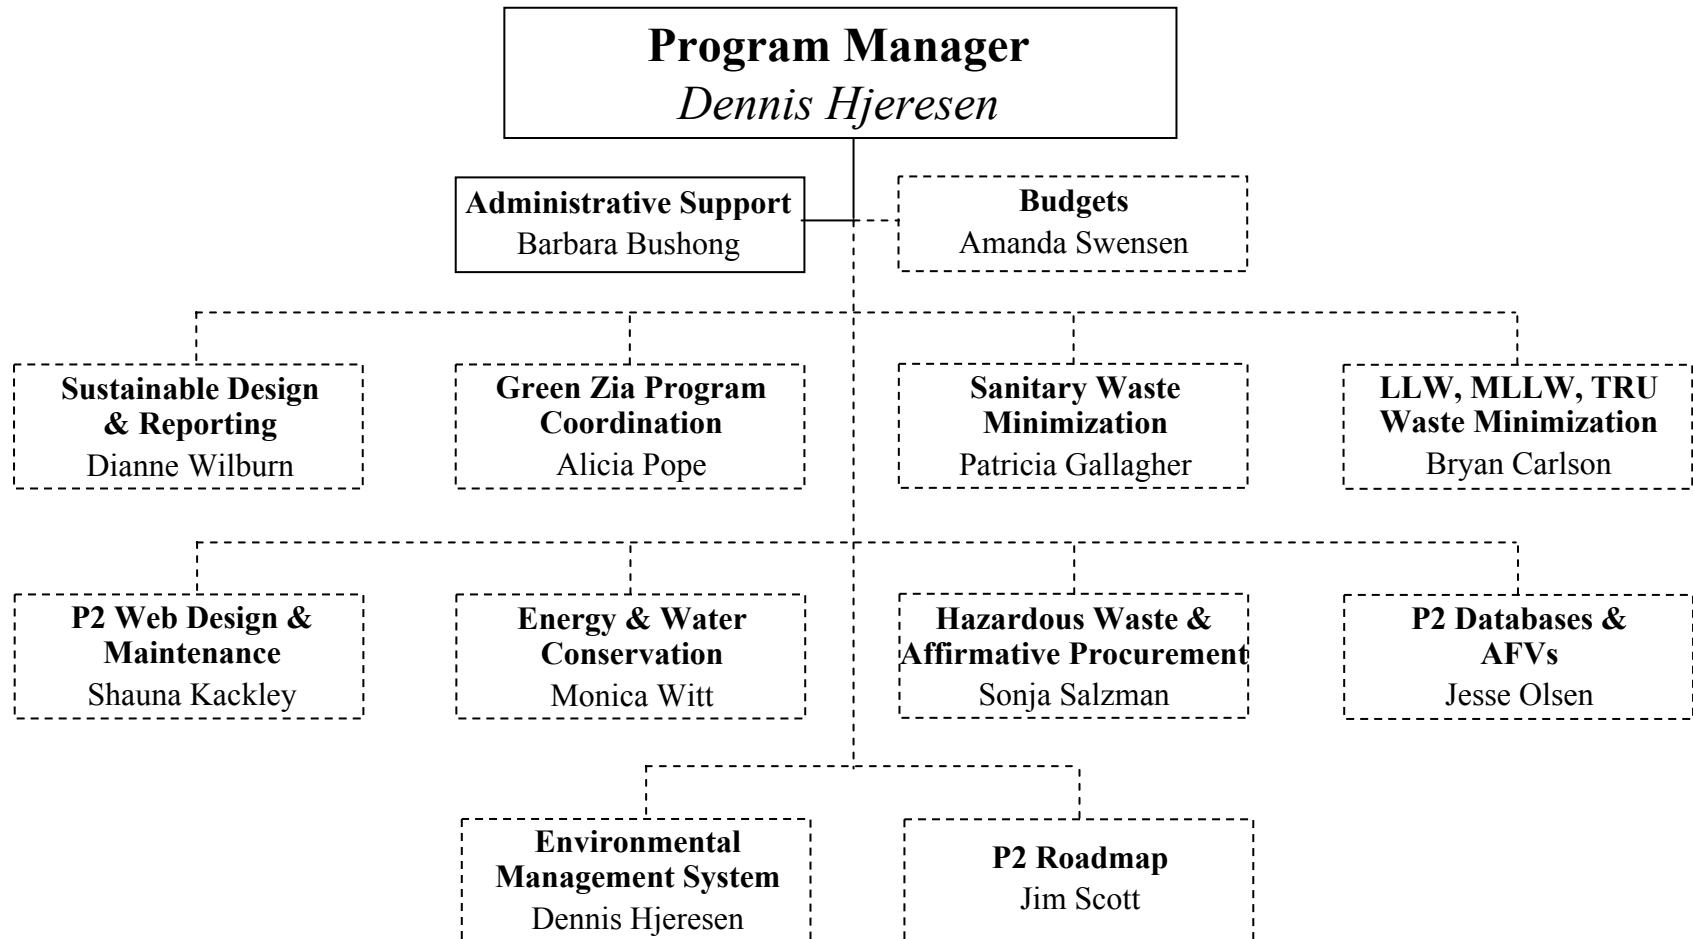 Program Manager
Dennis Hjeresen
Administrative Support
Barbara Bushong
Budgets
Amanda Swensen
Sustainable Design
& Reporting
Dianne Wilburn
Green Zia Program
Coordination
Alicia Pope
Sanitary Waste
Minimization
Patricia Gallagher
LLW, MLLW, TRU
Waste Minimization
Bryan Carlson
P2 Web Design &
Maintenance
Shauna Kackley
Energy & Water
Conservation
Monica Witt
Hazardous Waste &
Affirmative Procurement
Sonja Salzman
P2 Databases &
AFVs
Jesse Olsen
Environmental
Management System
Dennis Hjeresen
P2 Roadmap
Jim Scott